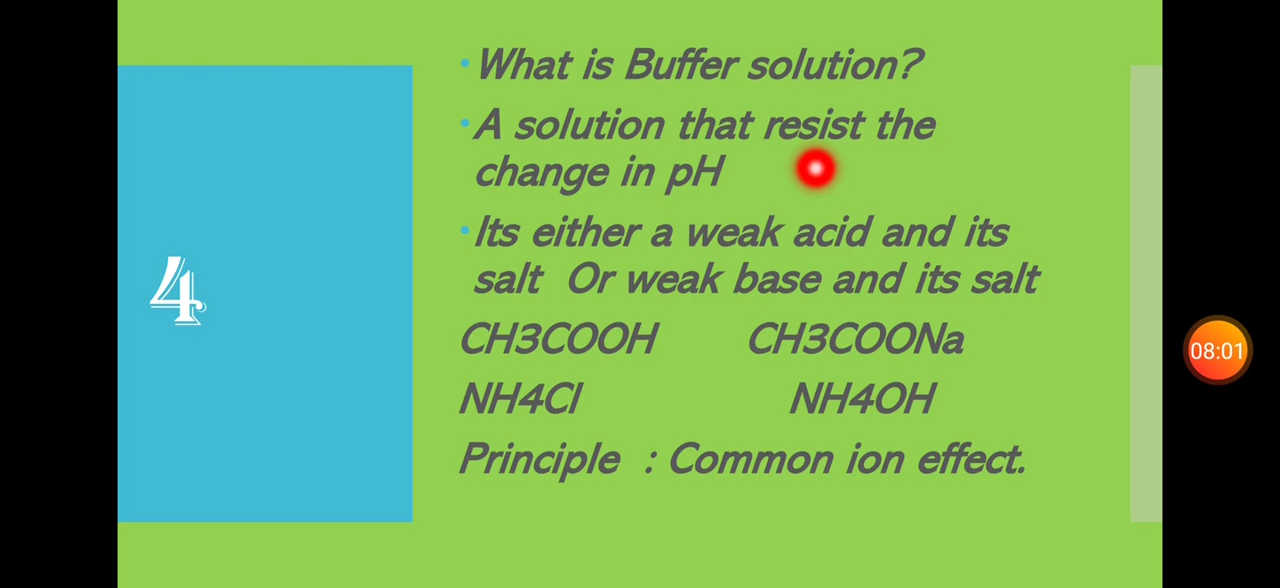 What is Buffer solution?
A solution that resist the
change in pH
Its either a weak acid and its
salt Or weak base and its salt
CH3COOH CH3COONa
NH4Cl NH4OH
Principle : Common ion effect.
4
08:01